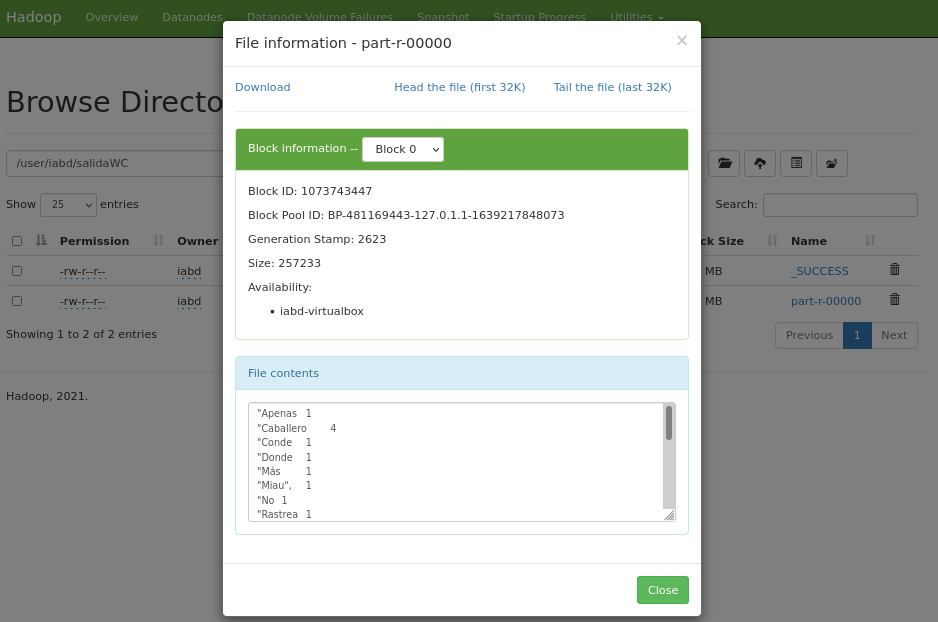 Hadoop Overview Datanodes Datanode Volume Failures Snapshot Startup Progress Utilities
File information - part-r-00000 ×
Download Head the file (first 32K) Tail the file (last 32K)
Browse Directo
Block information -- Block 0
/user/iabd/salidaWC
Block ID: 1073743447
Show 25 entries Search:
Block Pool ID: BP-481169443-127.0.1.1-1639217848073
Permission Owner ck Size Name
Generation Stamp: 2623
Size: 257233
-rw-r--r-- iabd MB _SUCCESS
Availability:
-rw-r--r-- iabd MB part-r-00000
• iabd-virtualbox
Showing 1 to 2 of 2 entries Previous 1 Next
File contents
Hadoop, 2021.
"Apenas 1
"Caballero 4
"Conde 1
"Donde 1
"Más 1
"Miau", 1
"No 1
"Rastrea 1
Close